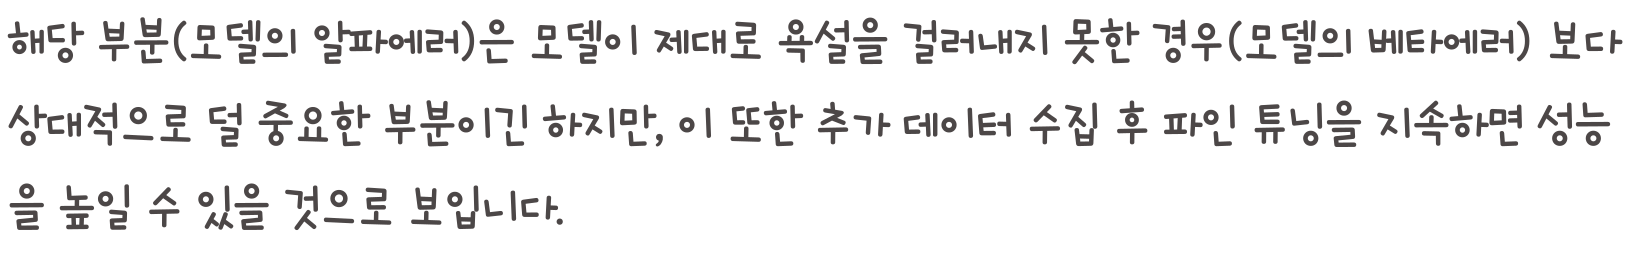 해당 부분(모델의 알파에러)은 모델이 제대로 욕설을 걸러내지 못한 경우(모델의 베타에러) 보다
상대적으로 덜 중요한 부분이긴 하지만, 이 또한 추가 데이터 수집 후 파인 튜닝을 지속하면 성능
을 높일 수 있을 것으로 보입니다.